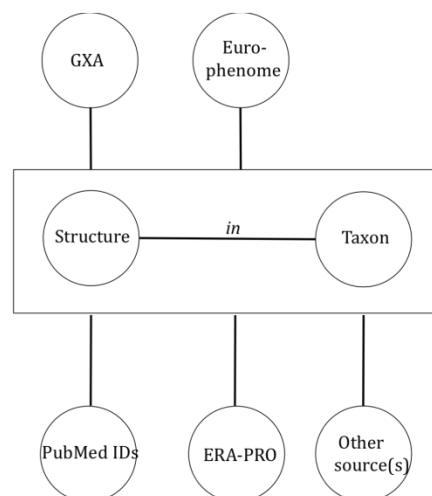 GXA
Euro-
phenome
Structure
in
Taxon
PubMed IDs
ERA-PRO
Other
source(s)